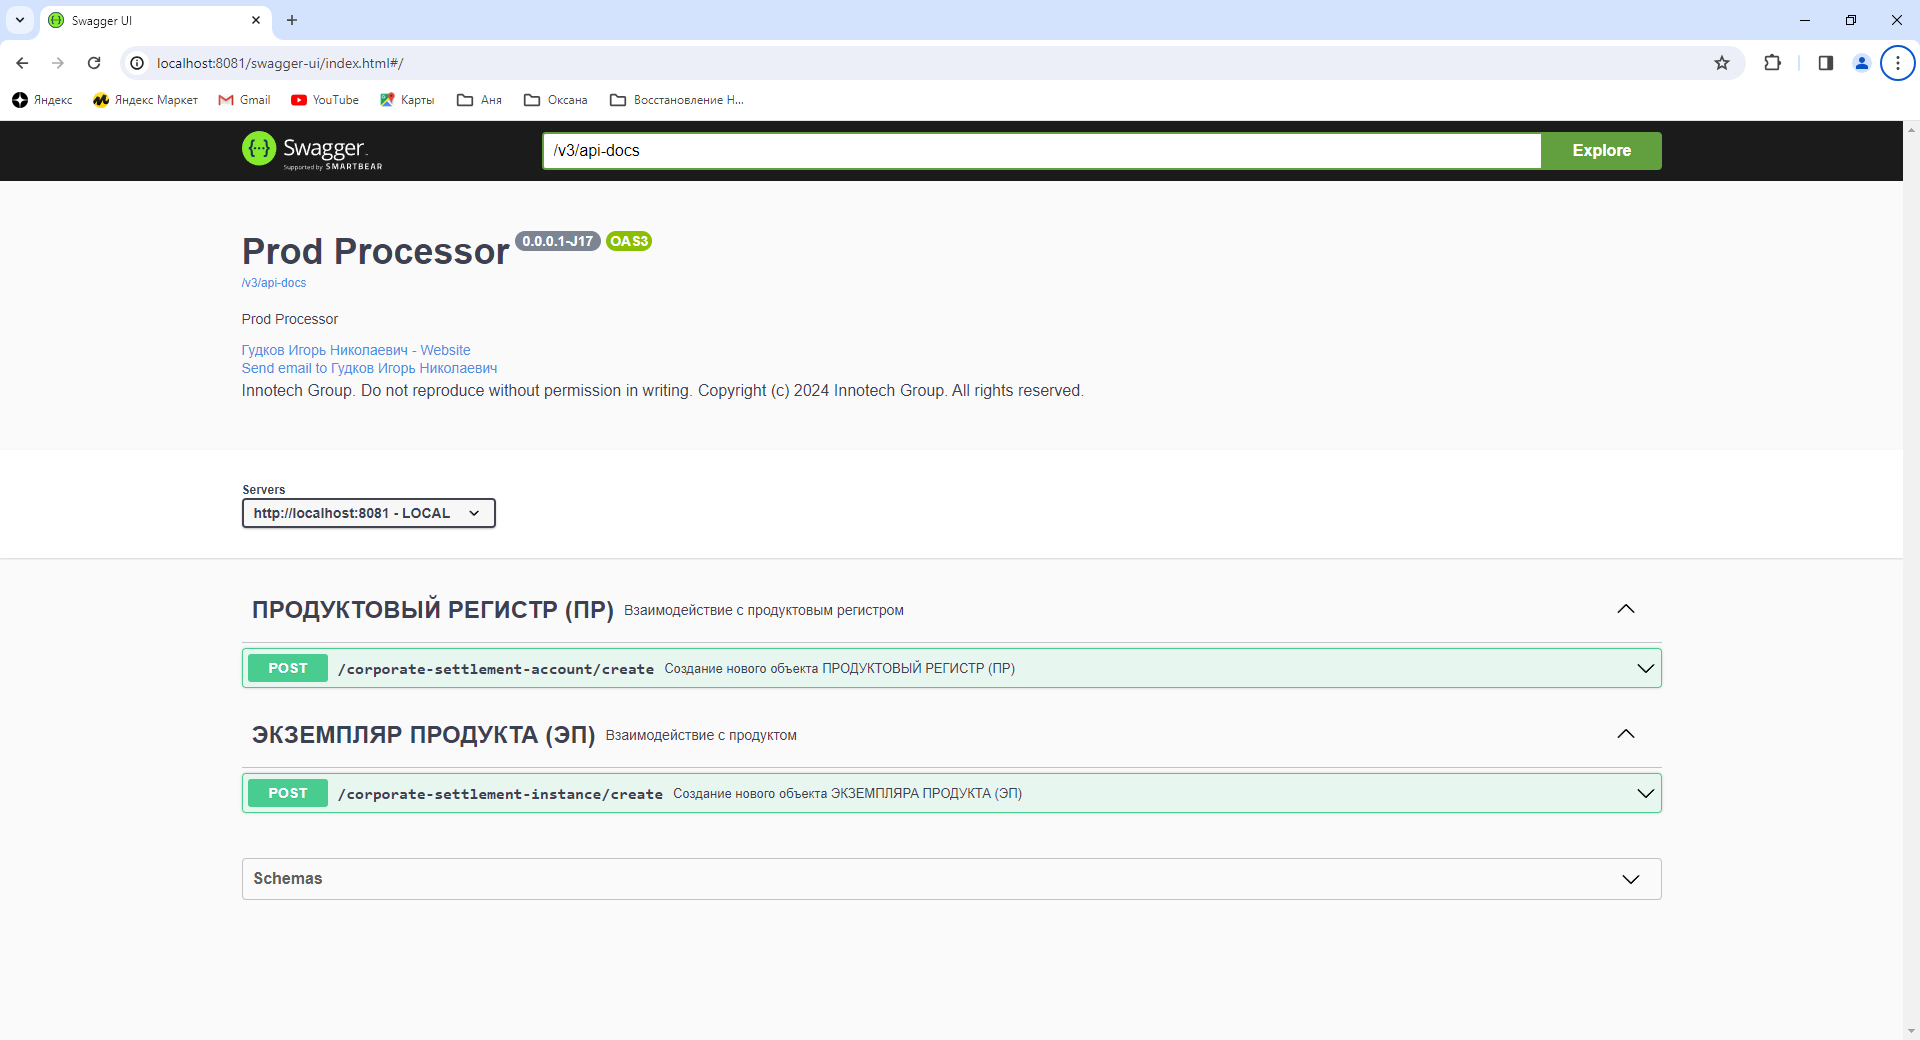 Swagger UI
localhost:8081/swagger-ui/index.html#/
Яндекс
Яндекс Маркет
Gmail
YouTube
Карты
Аня
Оксана
Восстановление Н...
Swagger.
Supported by SMARTBEAR
/v3/api-docs
Explore
Prod Processor 0.0.0.1-J17 OAS3
/v3/api-docs
Prod Processor
Гудков Игорь Николаевич - Website
Send email to Гудков Игорь Николаевич
Innotech Group. Do not reproduce without permission in writing. Copyright (c) 2024 Innotech Group. All rights reserved.
Servers
http://localhost:8081 - LOCAL
ПРОДУКТОВЫЙ РЕГИСТР (ПР) Взаимодействие с продуктовым регистром
POST /corporate-settlement-account/create Создание нового объекта ПРОДУКТОВЫЙ РЕГИСТР (ПР)
ЭКЗЕМПЛЯР ПРОДУКТА (ЭП) Взаимодействие с продуктом
POST /corporate-settlement-instance/create Создание нового объекта ЭКЗЕМПЛЯРА ПРОДУКТА (ЭП)
Schemas